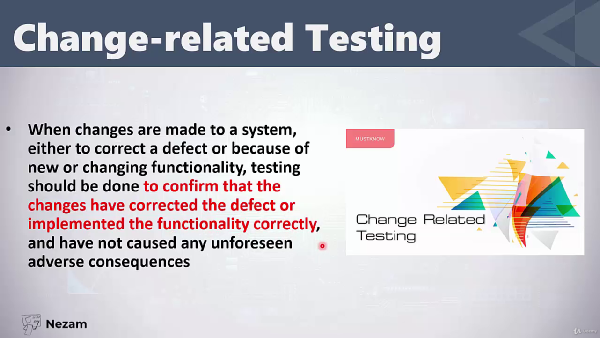 Change-related Testing
• When changes are made to a system,
either to correct a defect or because of
new or changing functionality, testing
should be done to confirm that the
changes have corrected the defect or
implemented the functionality correctly,
and have not caused any unforeseen
adverse consequences
MUSTKNOW
Change Related
Testing
Nezam